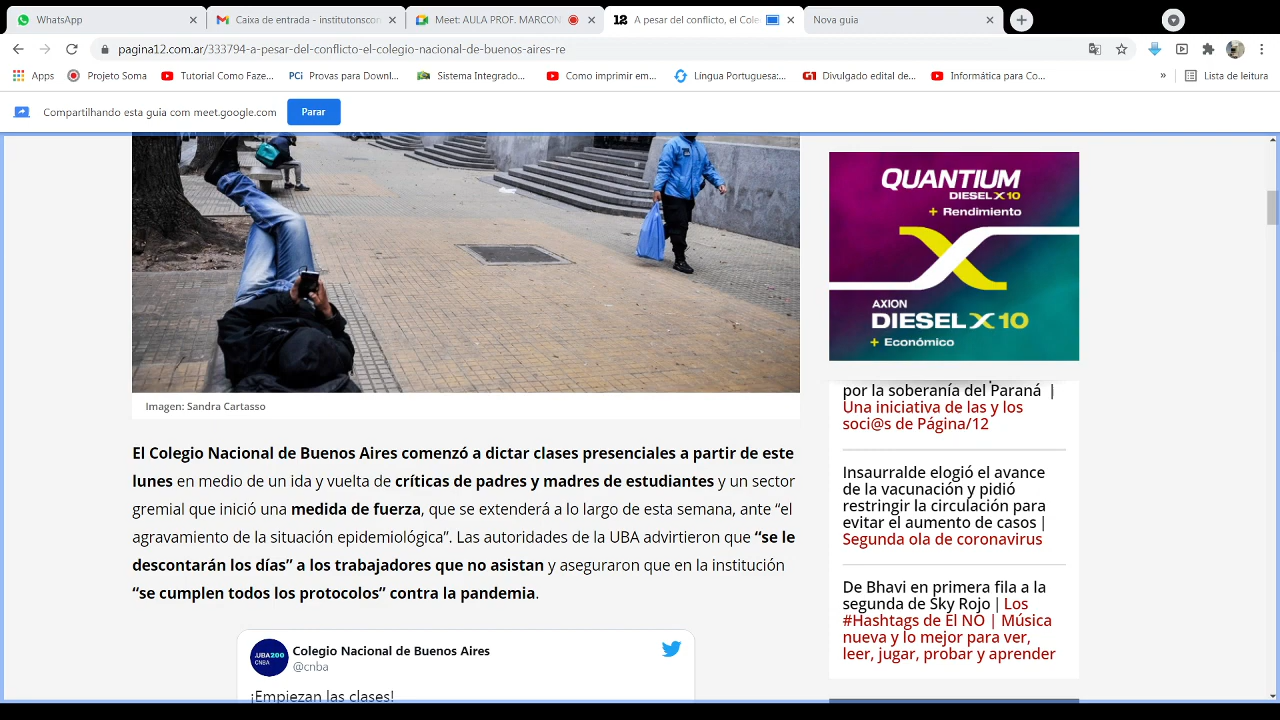 WhatsApp
Caixa de entrada - institutonscon
Meet: AULA PROF. MARCON
12 A pesar del conflicto, el Cole
Nova guia
pagina12.com.ar/333794-a-pesar-del-conflicto-el-colegio-nacional-de-buenos-aires-re
Apps
Projeto Soma
Tutorial Como Faze...
PCi Provas para Downl...
Sistema Integrado...
Como imprimir em...
Língua Portuguesa:...
G1 Divulgado edital de...
Informática para Co...
»
Lista de leitura
Compartilhando esta guia com meet.google.com
Parar
Imagen: Sandra Cartasso
El Colegio Nacional de Buenos Aires comenzó a dictar clases presenciales a partir de este
lunes en medio de un ida y vuelta de críticas de padres y madres de estudiantes y un sector
gremial que inició una medida de fuerza, que se extenderá a lo largo de esta semana, ante “el
agravamiento de la situación epidemiológica”. Las autoridades de la UBA advirtieron que “se le
descontarán los días” a los trabajadores que no asistan y aseguraron que en la institución
“se cumplen todos los protocolos” contra la pandemia.
.UBA200
CNBA
Colegio Nacional de Buenos Aires
@cnba
¡Empiezan las clases!
QUANTIUM
DIESEL X10
+ Rendimiento
AXION
DIESEL X10
+ Económico
por la soberanía del Paraná |
Una iniciativa de las y los
soci@s de Página/12
Insaurralde elogió el avance
de la vacunación y pidió
restringir la circulación para
evitar el aumento de casos |
Segunda ola de coronavirus
De Bhavi en primera fila a la
segunda de Sky Rojo | Los
#Hashtags de El NO | Música
nueva y lo mejor para ver,
leer, jugar, probar y aprender